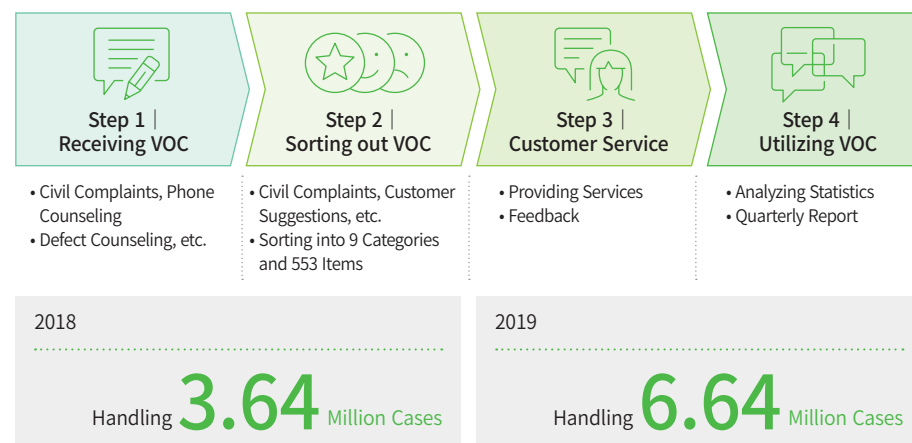 Step 1 |
Receiving VOC
Step 2 |
Sorting out VOC
Step 3 |
Customer Service
Step 4 |
Utilizing VOC
• Civil Complaints, Phone
Counseling
• Defect Counseling, etc.
• Civil Complaints, Customer
Suggestions, etc.
• Sorting into 9 Categories
and 553 Items
• Providing Services
• Feedback
• Analyzing Statistics
• Quarterly Report
2018
Handling 3.64 Million Cases
2019
Handling 6.64 Million Cases